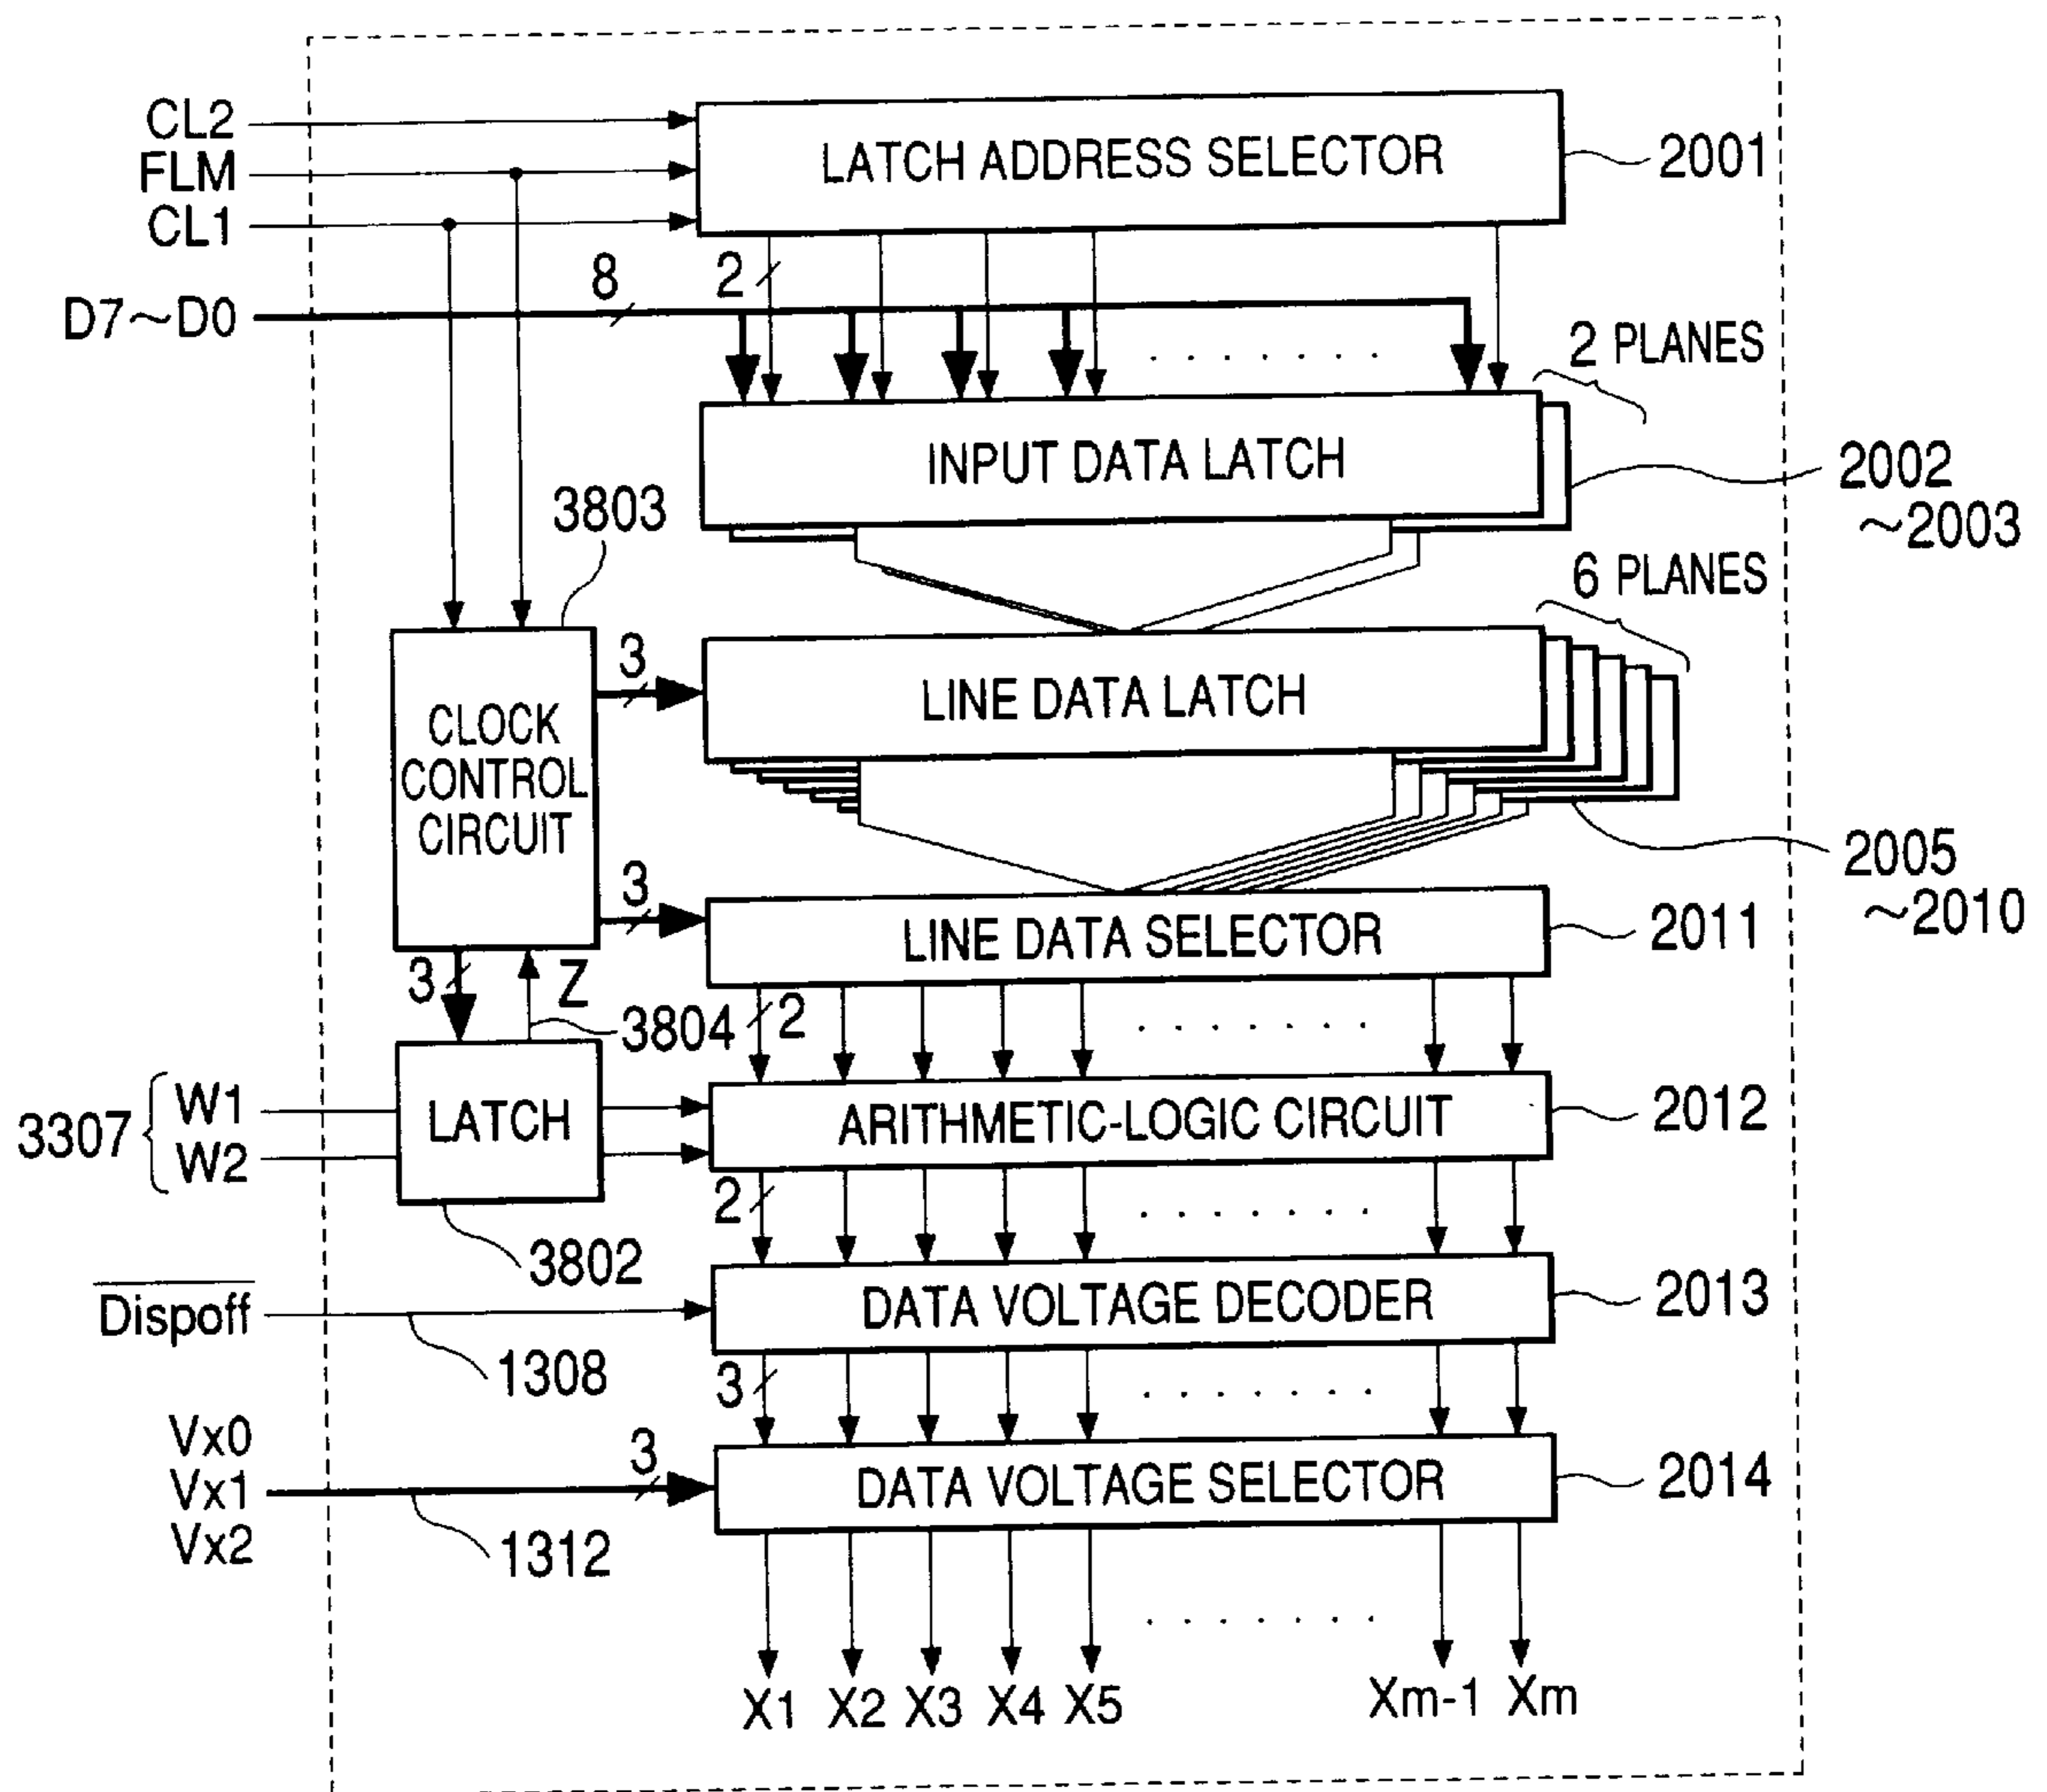 CL2
FLM
CL1
LATCH ADDRESS SELECTOR
2001
8
2
D7～D0
2 PLANES
INPUT DATA LATCH
2002
～2003
3803
6 PLANES
3
LINE DATA LATCH
CLOCK
CONTROL
CIRCUIT
2005
～2010
3
LINE DATA SELECTOR
2011
3
Z
3804
2
3307
W1
W2
LATCH
ARITHMETIC-LOGIC CIRCUIT
2012
2
3802
Dispoff
DATA VOLTAGE DECODER
2013
1308
3
Vx0
Vx1
Vx2
3
DATA VOLTAGE SELECTOR
2014
1312
X1 X2 X3 X4 X5 Xm-1 Xm